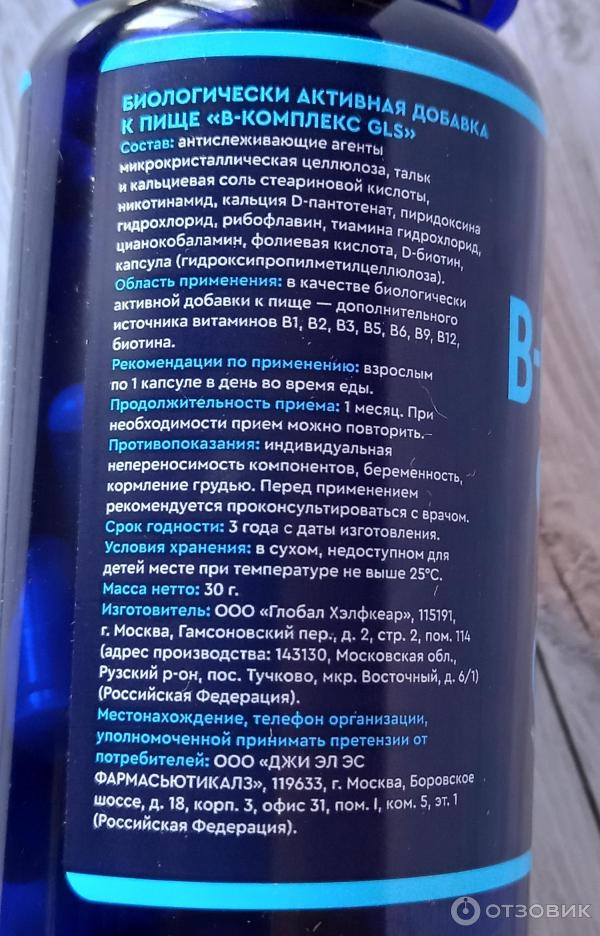 БИОЛОГИЧЕСКИ АКТИВНАЯ ДОБАВКА
К ПИЩЕ «В-КОМПЛЕКС GLS»
Состав: антислеживающие агенты
микрокристаллическая целлюлоза, тальк
и кальциевая соль стеариновой кислоты,
никотинамид, кальция D-пантотенат, пиридоксина
гидрохлорид, рибофлавин, тиамина гидрохлорид,
цианокобаламин, фолиевая кислота, D-биотин,
капсула (гидроксипропилметилцеллюлоза).
Область применения: в качестве биологически
активной добавки к пище — дополнительного
источника витаминов В1, В2, В3, В5, В6, В9, В12,
биотина.
Рекомендации по применению: взрослым
по 1 капсуле в день во время еды.
Продолжительность приема: 1 месяц. При
необходимости прием можно повторить.
Противопоказания: индивидуальная
непереносимость компонентов, беременность,
кормление грудью. Перед применением
рекомендуется проконсультироваться с врачом.
Срок годности: 3 года с даты изготовления.
Условия хранения: в сухом, недоступном для
детей месте при температуре не выше 25°С.
Масса нетто: 30 г.
Изготовитель: ООО «Глобал Хэлфкеар», 115191,
г. Москва, Гамсоновский пер., д. 2, стр. 2, пом. 114
(адрес производства: 143130, Московская обл.,
Рузский р-он, пос. Тучково, мкр. Восточный, д. 6/1)
(Российская Федерация).
Местонахождение, телефон организации,
уполномоченной принимать претензии от
потребителей: ООО «ДЖИ ЭЛ ЭС
ФАРМАСЬЮТИКАЛЗ», 119633, г. Москва, Боровское
шоссе, д. 18, корп. 3, офис 31, пом. I, ком. 5, эт. 1
(Российская Федерация).
В-
ОТЗОВИК